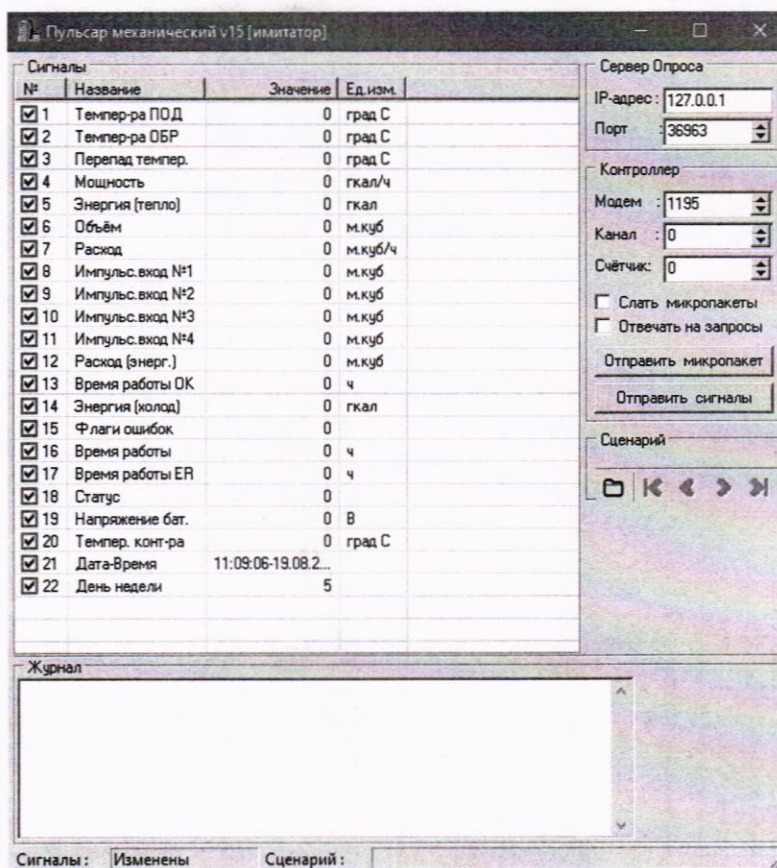 Пульсар механический v15 [имитатор]
Сигналы
№ Название Значение Ед.изм.
1 Темпер-ра ПОД 0 град С
2 Темпер-ра ОБР 0 град С
3 Перепад темпер. 0 град С
4 Мощность 0 гкал/ч
5 Энергия (тепло) 0 гкал
6 Объём 0 м.куб
7 Расход 0 м.куб/ч
8 Импульс.вход №1 0 м.куб
9 Импульс.вход №2 0 м.куб
10 Импульс.вход №3 0 м.куб
11 Импульс.вход №4 0 м.куб
12 Расход (энерг.) 0 м.куб
13 Время работы ОК 0 ч
14 Энергия (холод) 0 гкал
15 Флаги ошибок 0
16 Время работы 0 ч
17 Время работы ER 0 ч
18 Статус 0
19 Напряжение бат. 0 В
20 Темпер. конт-ра 0 град С
21 Дата-Время 11:09:06-19.08.2...
22 День недели 5
Сервер Опроса
IP-адрес : 127.0.0.1
Порт : 36963
Контроллер
Модем : 1195
Канал : 0
Счётчик: 0
Слать микропакеты
Отвечать на запросы
Отправить микропакет
Отправить сигналы
Сценарий
Журнал
Сигналы : Изменены Сценарий :